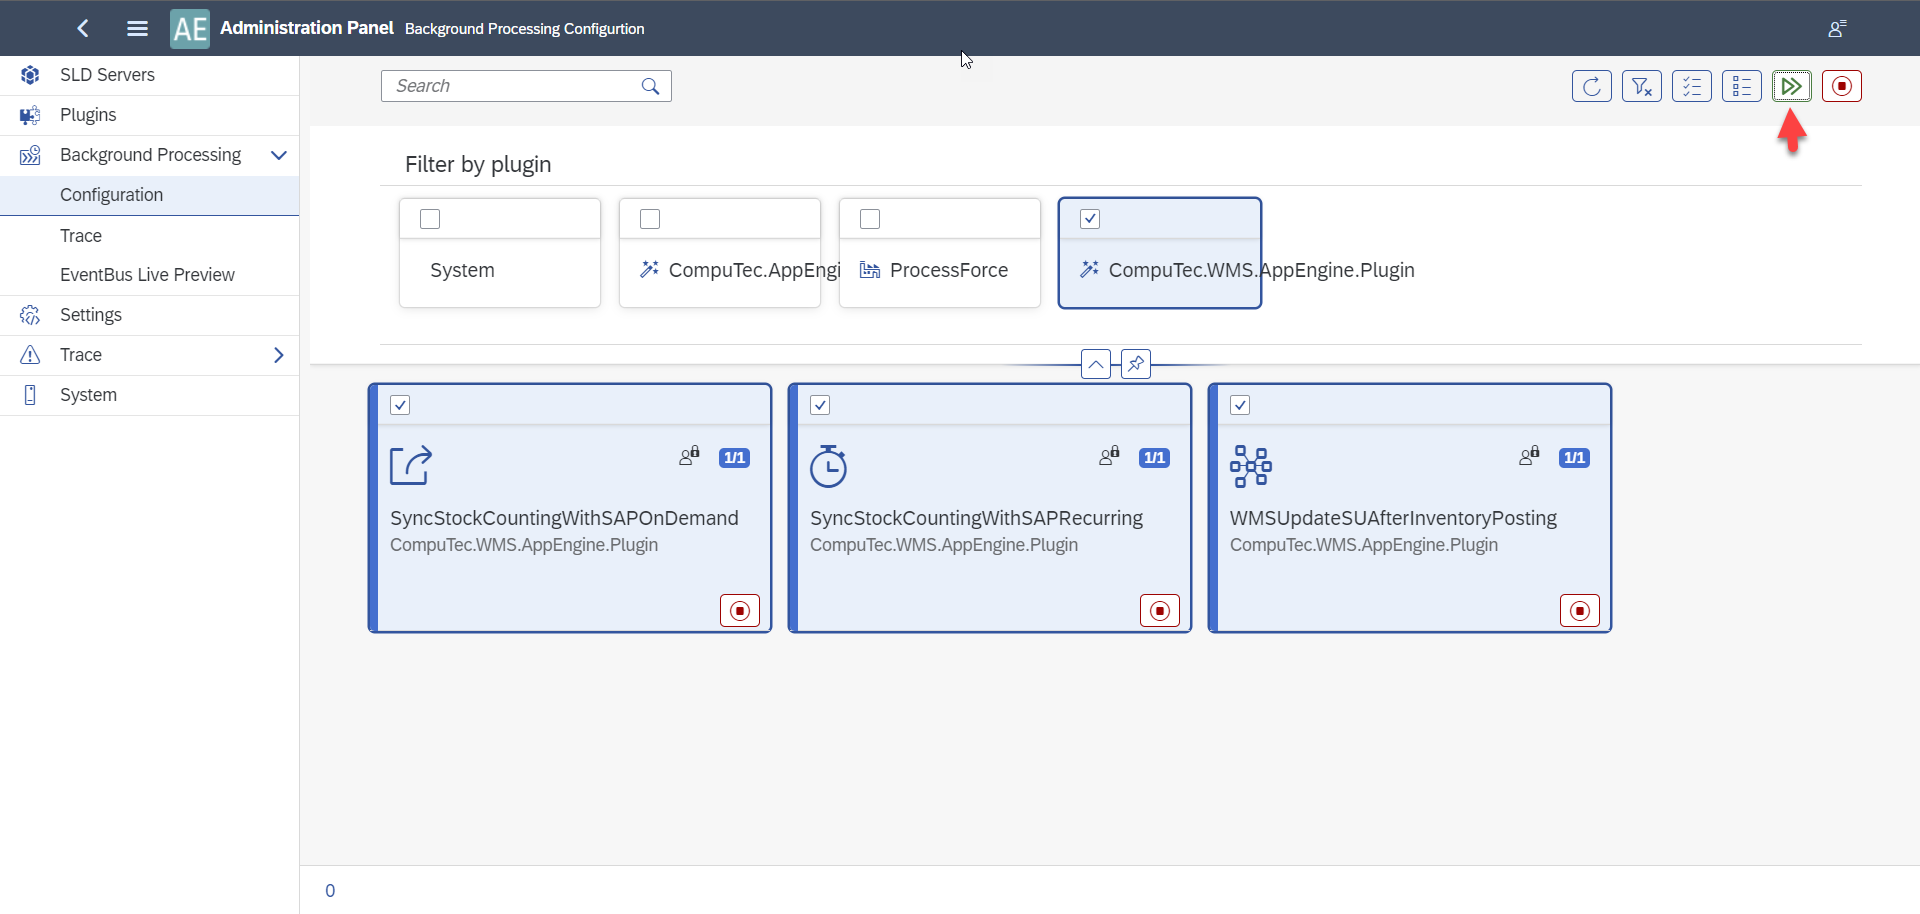 AE Administration Panel Background Processing Configurtion
SLD Servers
Plugins
Background Processing
Configuration
Trace
EventBus Live Preview
Settings
Trace
System
Search
Filter by plugin
System
CompuTec.AppEngi
ProcessForce
CompuTec.WMS.AppEngine.Plugin
1/1
SyncStockCountingWithSAPOnDemand
CompuTec.WMS.AppEngine.Plugin
1/1
SyncStockCountingWithSAPRecurring
CompuTec.WMS.AppEngine.Plugin
1/1
WMSUpdateSUAfterInventoryPosting
CompuTec.WMS.AppEngine.Plugin
0